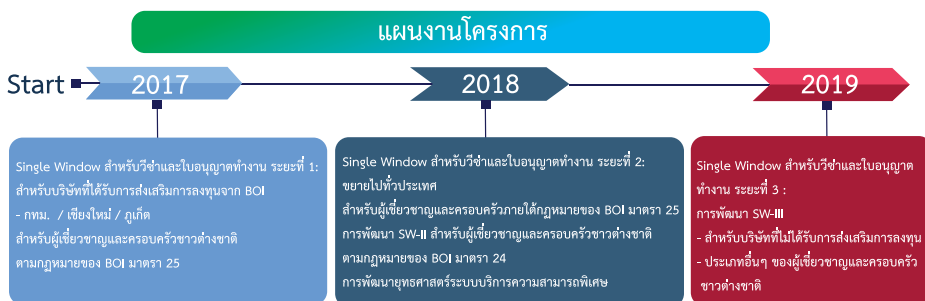 แผนงานโครงการ
Start
2017
2018
2019
Single Window สำหรับวีซ่าและใบอนุญาตทำงาน ระยะที่ 1:
สำหรับบริษัทที่ได้รับการส่งเสริมการลงทุนจาก BOI
- กทม. / เชียงใหม่ / ภูเก็ต
สำหรับผู้เชี่ยวชาญและครอบครัวชาวต่างชาติ
ตามกฎหมายของ BOI มาตรา 25
Single Window สำหรับวีซ่าและใบอนุญาตทำงาน ระยะที่ 2:
ขยายไปทั่วประเทศ
สำหรับผู้เชี่ยวชาญและครอบครัวภายใต้กฎหมายของ BOI มาตรา 25
การพัฒนา SW-II สำหรับผู้เชี่ยวชาญและครอบครัวชาวต่างชาติ
ตามกฎหมายของ BOI มาตรา 24
การพัฒนายุทธศาสตร์ระบบบริการความสามารถพิเศษ
Single Window สำหรับวีซ่าและใบอนุญาต
ทำงาน ระยะที่ 3 :
การพัฒนา SW-III
- สำหรับบริษัทที่ไม่ได้รับการส่งเสริมการลงทุน
- ประเภทอื่นๆ ของผู้เชี่ยวชาญและครอบครัว
ชาวต่างชาติ